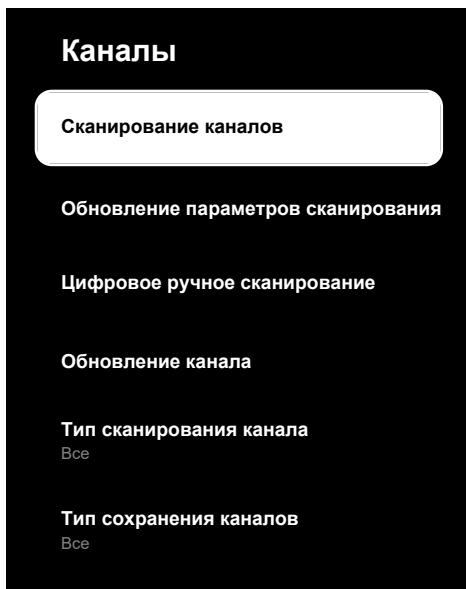 Каналы
Сканирование каналов
Обновление параметров сканирования
Цифровое ручное сканирование
Обновление канала
Тип сканирования канала
Все
Тип сохранения каналов
Все